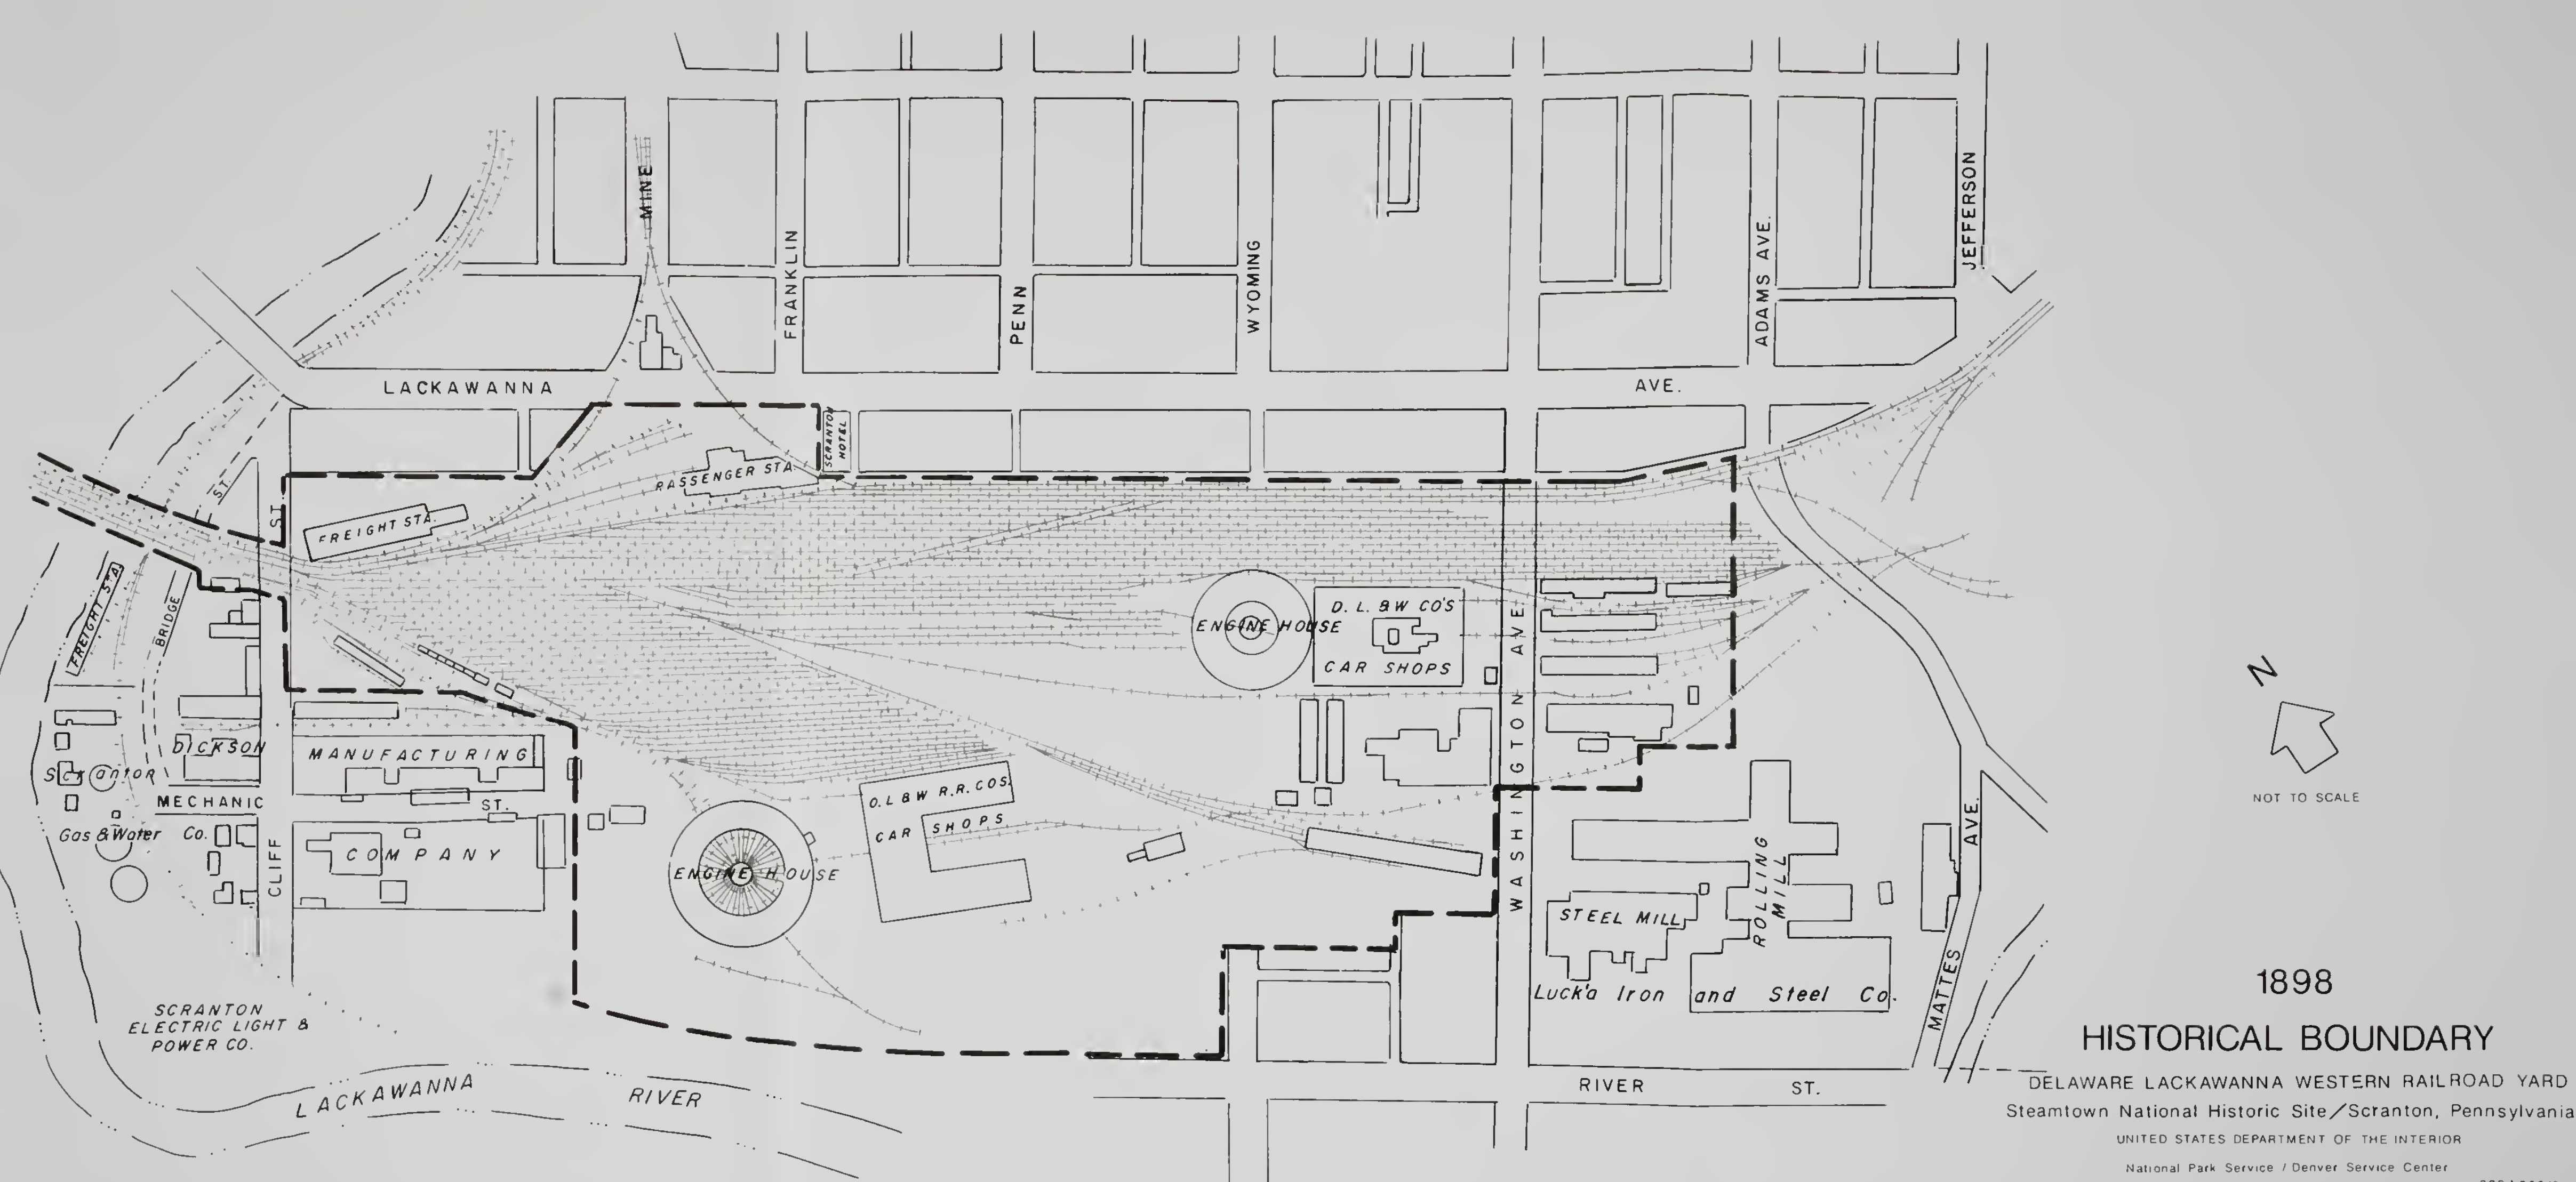 MINE
FRANKLIN
PENN
WYOMING
ADAMS AVE.
JEFFERSON
LACKAWANNA
AVE.
SCRANTON
HOTEL
PASSENGER STA.
ST.
ST.
FREIGHT STA.
FREIGHT STA.
BRIDGE
ENGINE HOUSE
D. L. & W CO'S
CAR SHOPS
WASHINGTON AVE.
DICKSON
MANUFACTURING
Scranton
MECHANIC
ST.
Gas & Water Co.
COMPANY
CLIFF
ENGINE HOUSE
D. L & W R.R. COS.
CAR SHOPS
ROLLING
MILL
STEEL MILL
Luck'a Iron and Steel Co.
MATTES
AVE.
SCRANTON
ELECTRIC LIGHT &
POWER CO.
LACKAWANNA
RIVER
RIVER
ST.
N
NOT TO SCALE
1898
HISTORICAL BOUNDARY
DELAWARE LACKAWANNA WESTERN RAILROAD YARD
Steamtown National Historic Site/Scranton, Pennsylvania
UNITED STATES DEPARTMENT OF THE INTERIOR
National Park Service / Denver Service Center